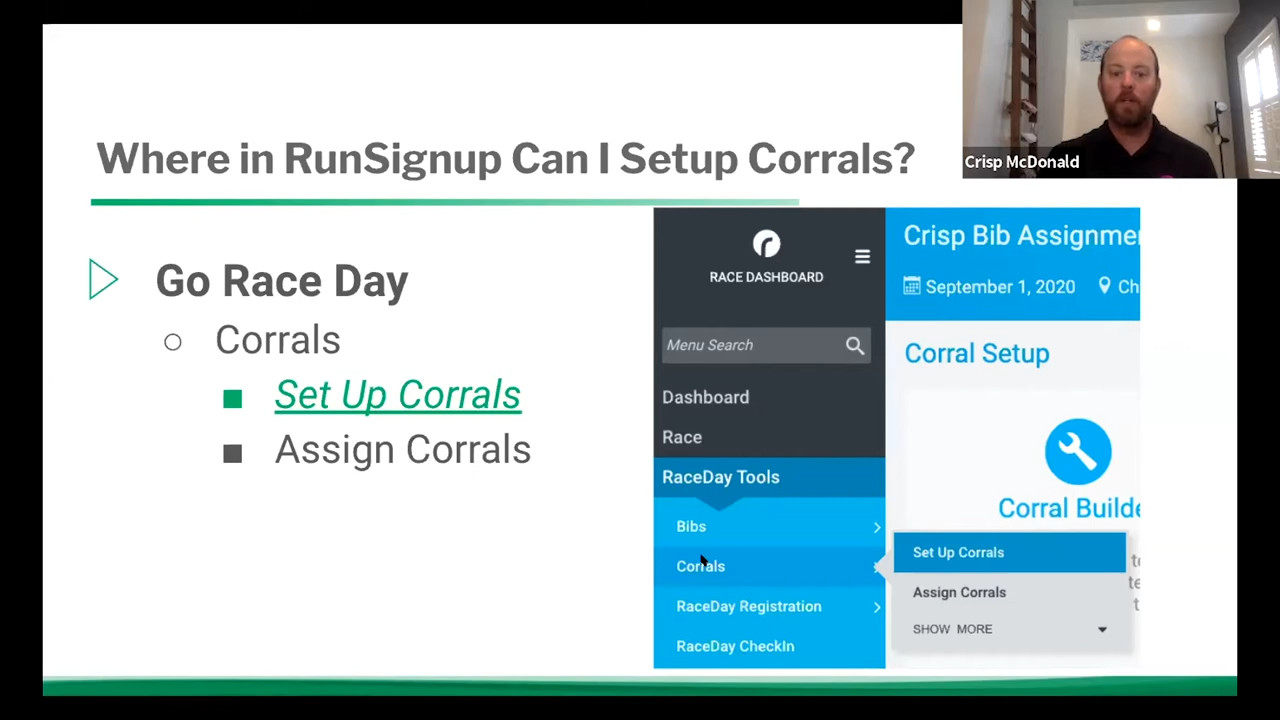 Crisp McDonald
Where in RunSignup Can I Setup Corrals?
Go Race Day
Corrals
Set Up Corrals
Assign Corrals
RACE DASHBOARD
Menu Search
Dashboard
Race
RaceDay Tools
Bibs
Corrals
RaceDay Registration
RaceDay CheckIn
Crisp Bib Assignme
September 1, 2020 Ch
Corral Setup
Corral Builde
Set Up Corrals
Assign Corrals
SHOW MORE